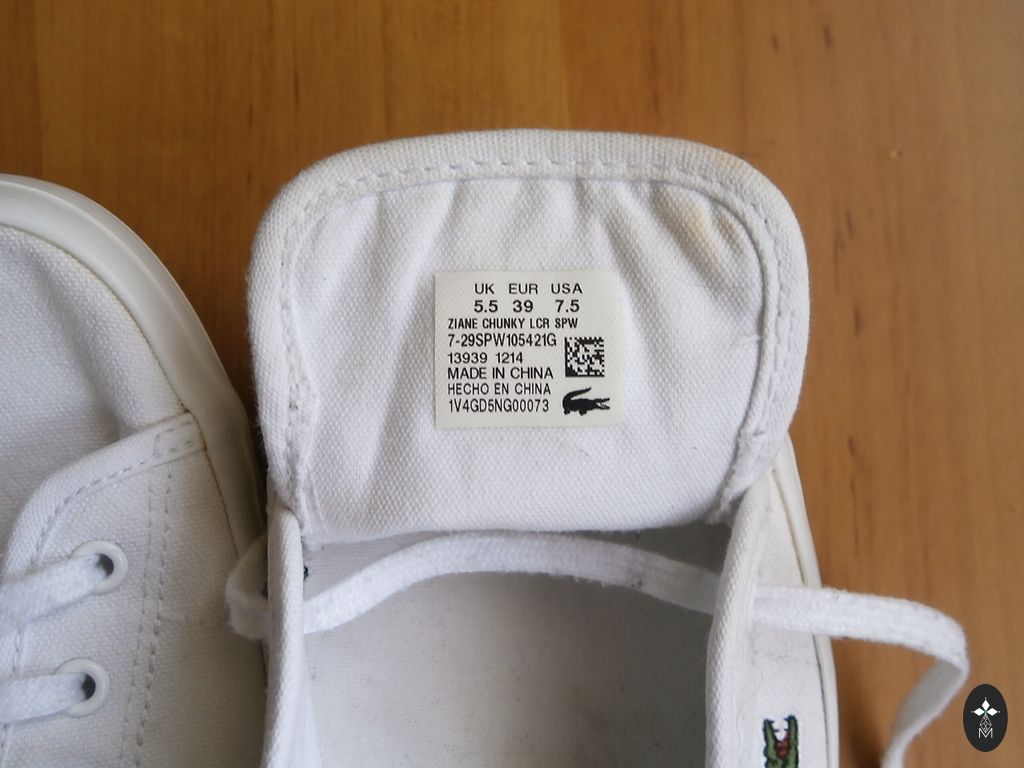 UK EUR USA
5.5 39 7.5
ZIANE CHUNKY LCR SPW
7-29SPW105421G
13939 1214
MADE IN CHINA
HECHO EN CHINA
1V4GD5NG00073
M